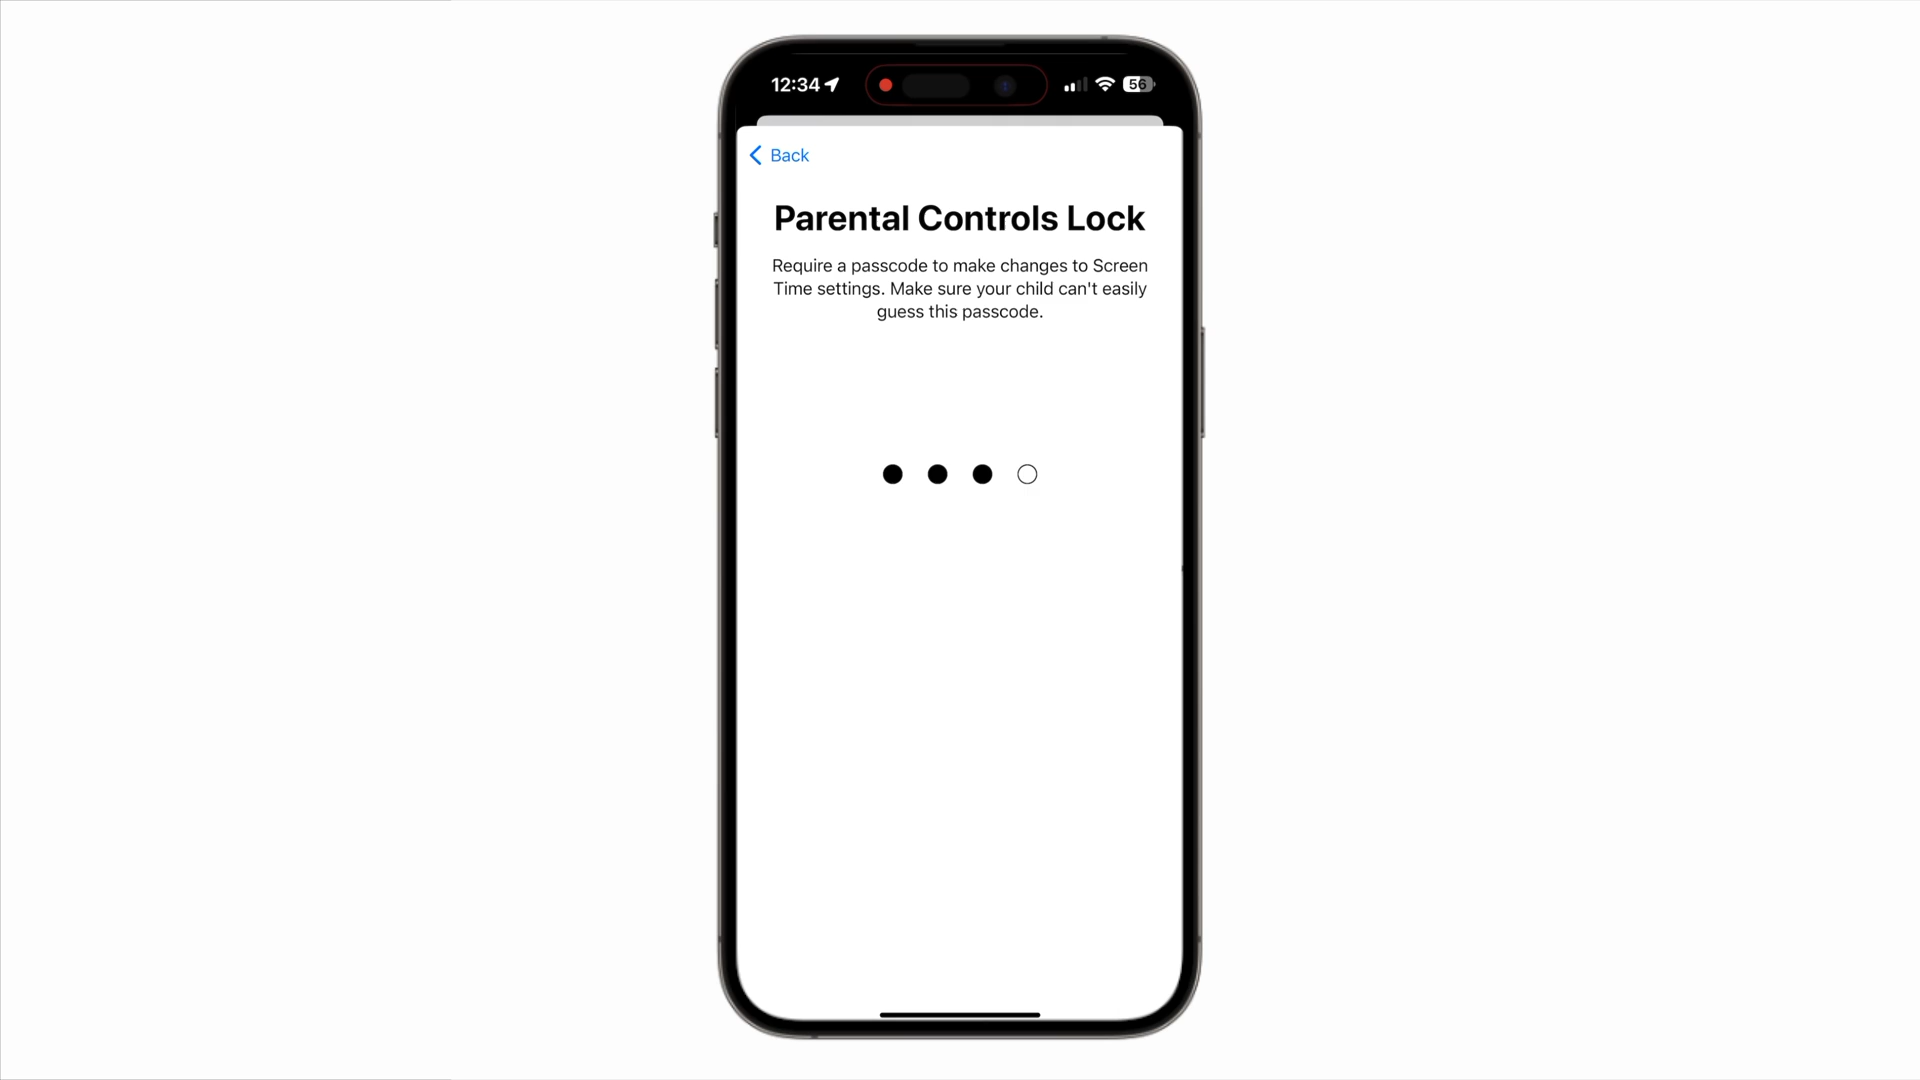 12:34
56
Back
Parental Controls Lock
Require a passcode to make changes to Screen
Time settings. Make sure your child can't easily
guess this passcode.